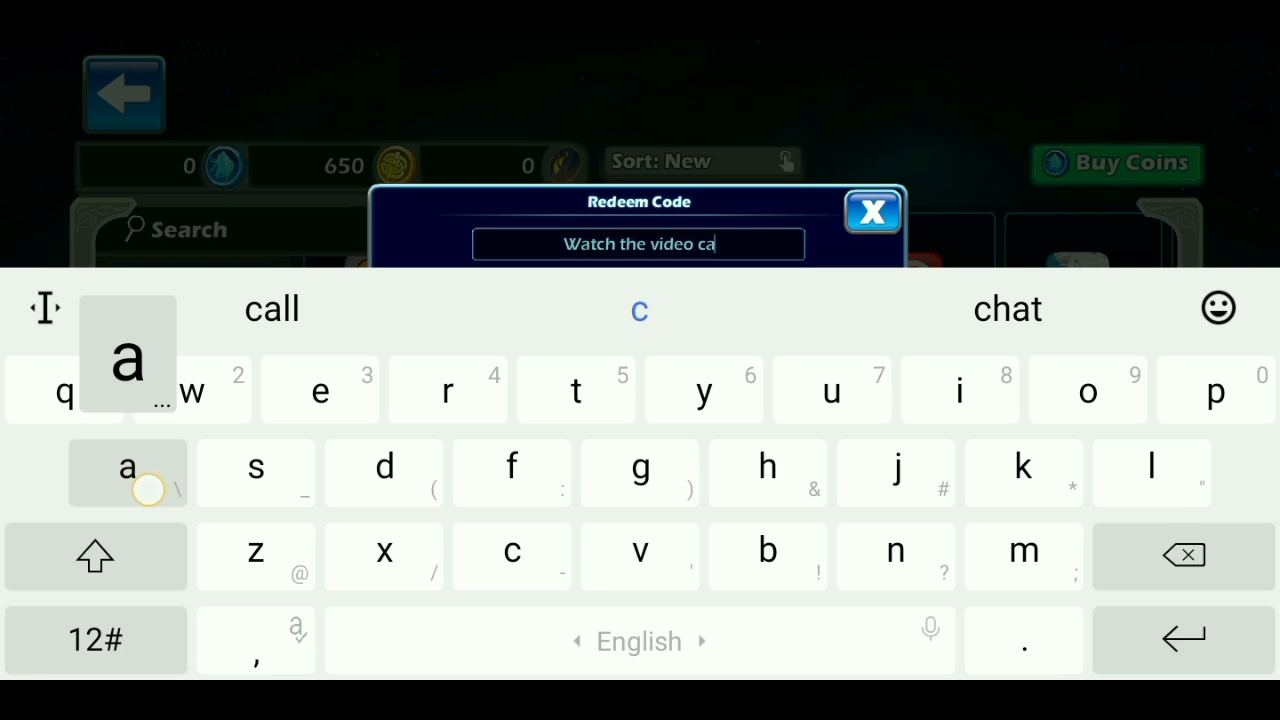 0 650 0 Sort: New Buy Coins
Redeem Code X
Search
Watch the video ca
call c chat
a
q w 2 e 3 r 4 t 5 y 6 u 7 i 8 o 9 p 0
a \ s _ d ( f : g ) h & j # k * l "
z @ x / c - v ' b ! n ? m ;
12# , a English .